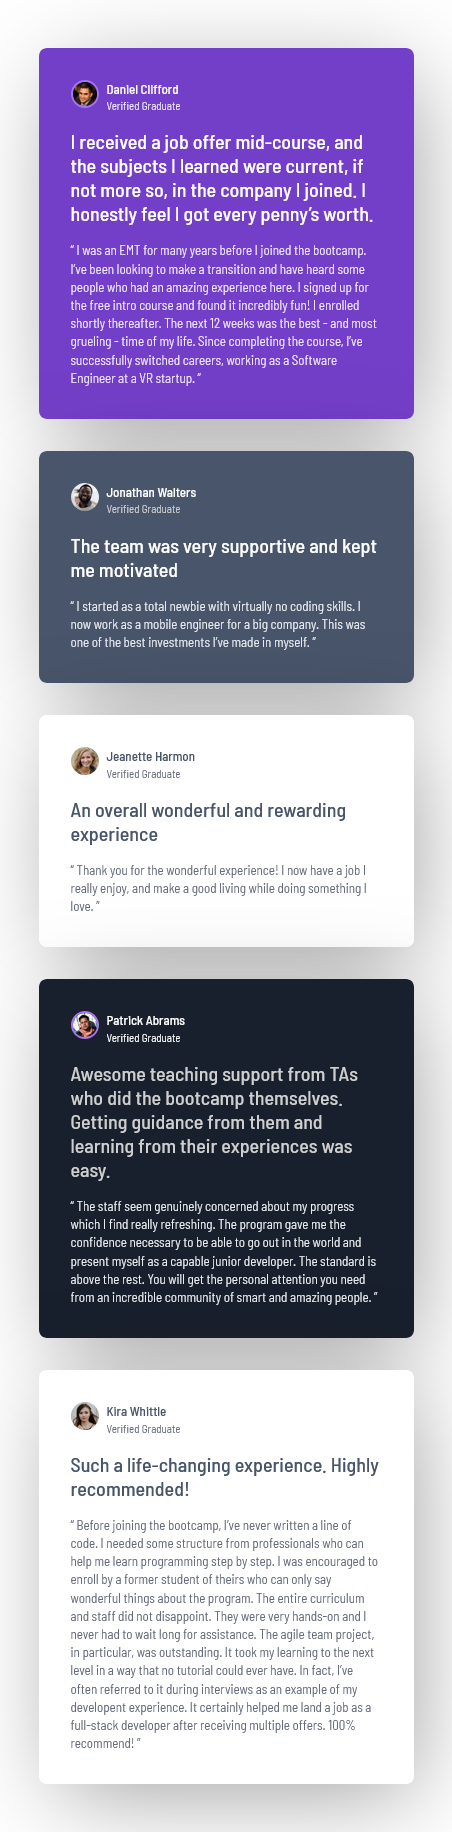 Daniel Clifford
Verified Graduate
I received a job offer mid-course, and
the subjects I learned were current, if
not more so, in the company I joined. I
honestly feel I got every penny’s worth.
“ I was an EMT for many years before I joined the bootcamp.
I’ve been looking to make a transition and have heard some
people who had an amazing experience here. I signed up for
the free intro course and found it incredibly fun! I enrolled
shortly thereafter. The next 12 weeks was the best - and most
grueling - time of my life. Since completing the course, I’ve
successfully switched careers, working as a Software
Engineer at a VR startup. ”
Jonathan Walters
Verified Graduate
The team was very supportive and kept
me motivated
“ I started as a total newbie with virtually no coding skills. I
now work as a mobile engineer for a big company. This was
one of the best investments I’ve made in myself. ”
Jeanette Harmon
Verified Graduate
An overall wonderful and rewarding
experience
“ Thank you for the wonderful experience! I now have a job I
really enjoy, and make a good living while doing something I
love. ”
Patrick Abrams
Verified Graduate
Awesome teaching support from TAs
who did the bootcamp themselves.
Getting guidance from them and
learning from their experiences was
easy.
“ The staff seem genuinely concerned about my progress
which I find really refreshing. The program gave me the
confidence necessary to be able to go out in the world and
present myself as a capable junior developer. The standard is
above the rest. You will get the personal attention you need
from an incredible community of smart and amazing people. ”
Kira Whittle
Verified Graduate
Such a life-changing experience. Highly
recommended!
“ Before joining the bootcamp, I’ve never written a line of
code. I needed some structure from professionals who can
help me learn programming step by step. I was encouraged to
enroll by a former student of theirs who can only say
wonderful things about the program. The entire curriculum
and staff did not disappoint. They were very hands-on and I
never had to wait long for assistance. The agile team project,
in particular, was outstanding. It took my learning to the next
level in a way that no tutorial could ever have. In fact, I’ve
often referred to it during interviews as an example of my
developent experience. It certainly helped me land a job as a
full-stack developer after receiving multiple offers. 100%
recommend! ”